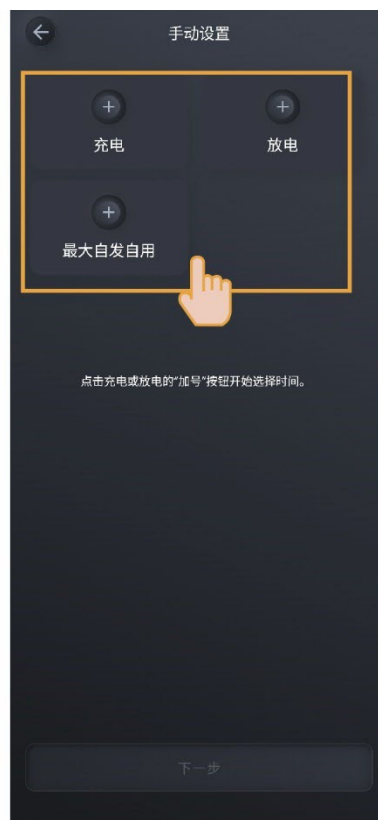 手动设置
充电
放电
最大自发自用
点击充电或放电的“加号”按钮开始选择时间。
下一步